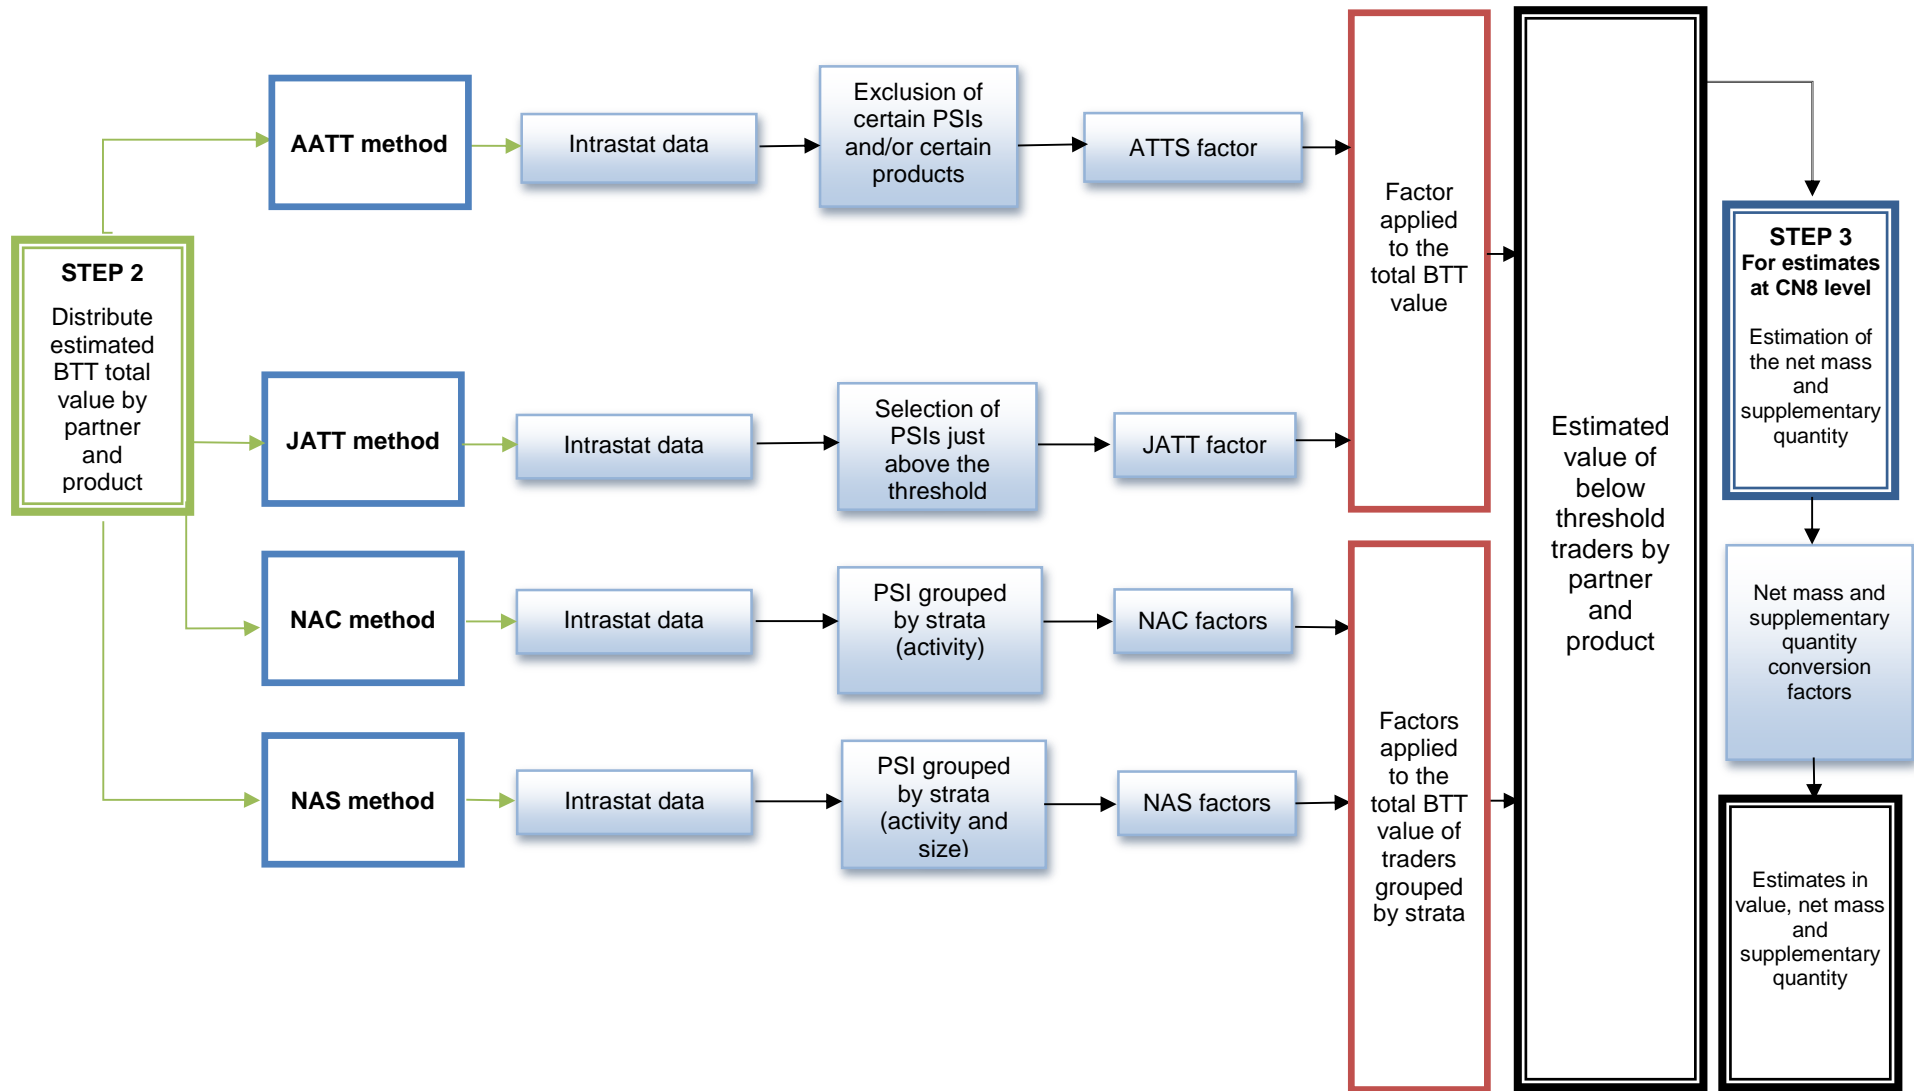 STEP 2
Distribute
estimated
BTT total
value by
partner
and
product
AATT method
Intrastat data
Exclusion of
certain PSIs
and/or certain
products
ATTS factor
JATT method
Intrastat data
Selection of
PSIs just
above the
threshold
JATT factor
Factor
applied
to the
total BTT
value
NAC method
Intrastat data
PSI grouped
by strata
(activity)
NAC factors
NAS method
Intrastat data
PSI grouped
by strata
(activity and
size)
NAS factors
Factors
applied
to the
total BTT
value of
traders
grouped
by strata
Estimated
value of
below
threshold
traders by
partner
and
product
STEP 3
For estimates
at CN8 level
Estimation of
the net mass
and
supplementary
quantity
Net mass and
supplementary
quantity
conversion
factors
Estimates in
value, net mass
and
supplementary
quantity